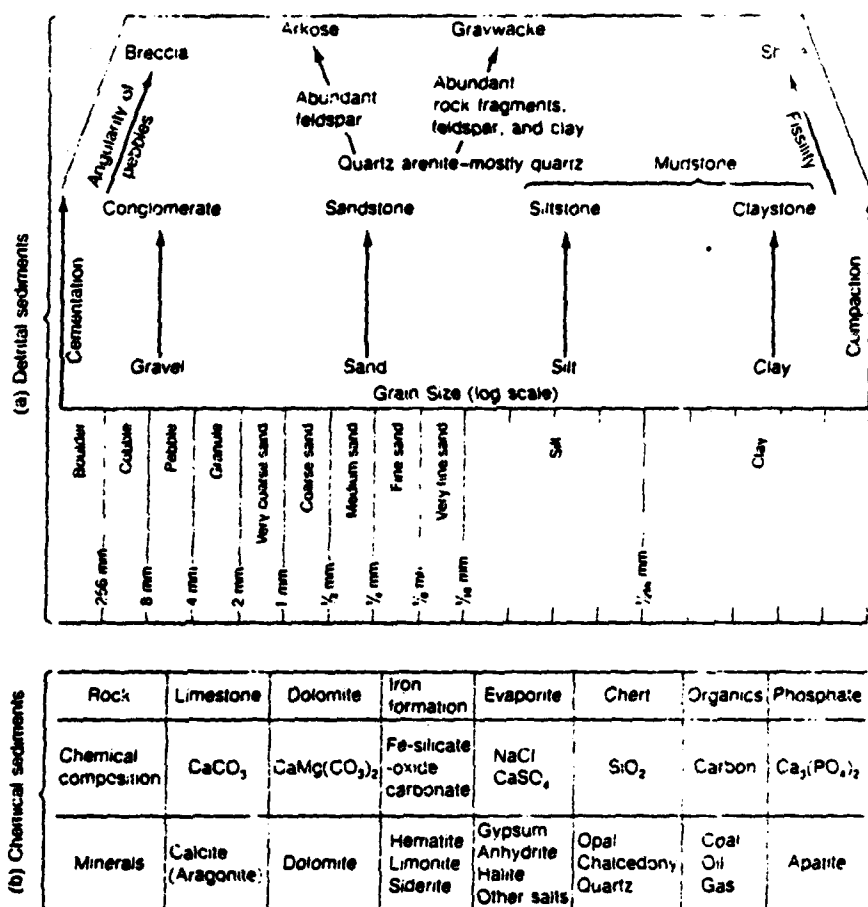 (a) Detrital sediments
Arkose
Graywacke
Breccia
Angularity of
pebbles
Abundant
feldspar
Abundant
rock fragments,
feldspar, and clay
Fissility
Quartz arenite–mostly quartz
Mudstone
Conglomerate
Sandstone
Siltstone
Claystone
Cementation
Compaction
Gravel
Sand
Silt
Clay
Grain Size (log scale)
Boulder
Cobble
Pebble
Granule
Very coarse sand
Coarse sand
Medium sand
Fine sand
Very fine sand
Silt
Clay
256 mm
8 mm
4 mm
2 mm
1 mm
½ mm
¼ mm
⅛ mm
1/16 mm
mm
(b) Chemical sediments
Rock Limestone Dolomite Iron formation Evaporite Chert Organics Phosphate
Chemical composition CaCO₃ CaMg(CO₃)₂ Fe-silicate -oxide carbonate NaCl CaSO₄ SiO₂ Carbon Ca₃(PO₄)₂
Minerals Calcite (Aragonite) Dolomite Hematite Limonite Siderite Gypsum Anhydrite Halite Other salts Opal Chalcedony Quartz Coal Oil Gas Apatite